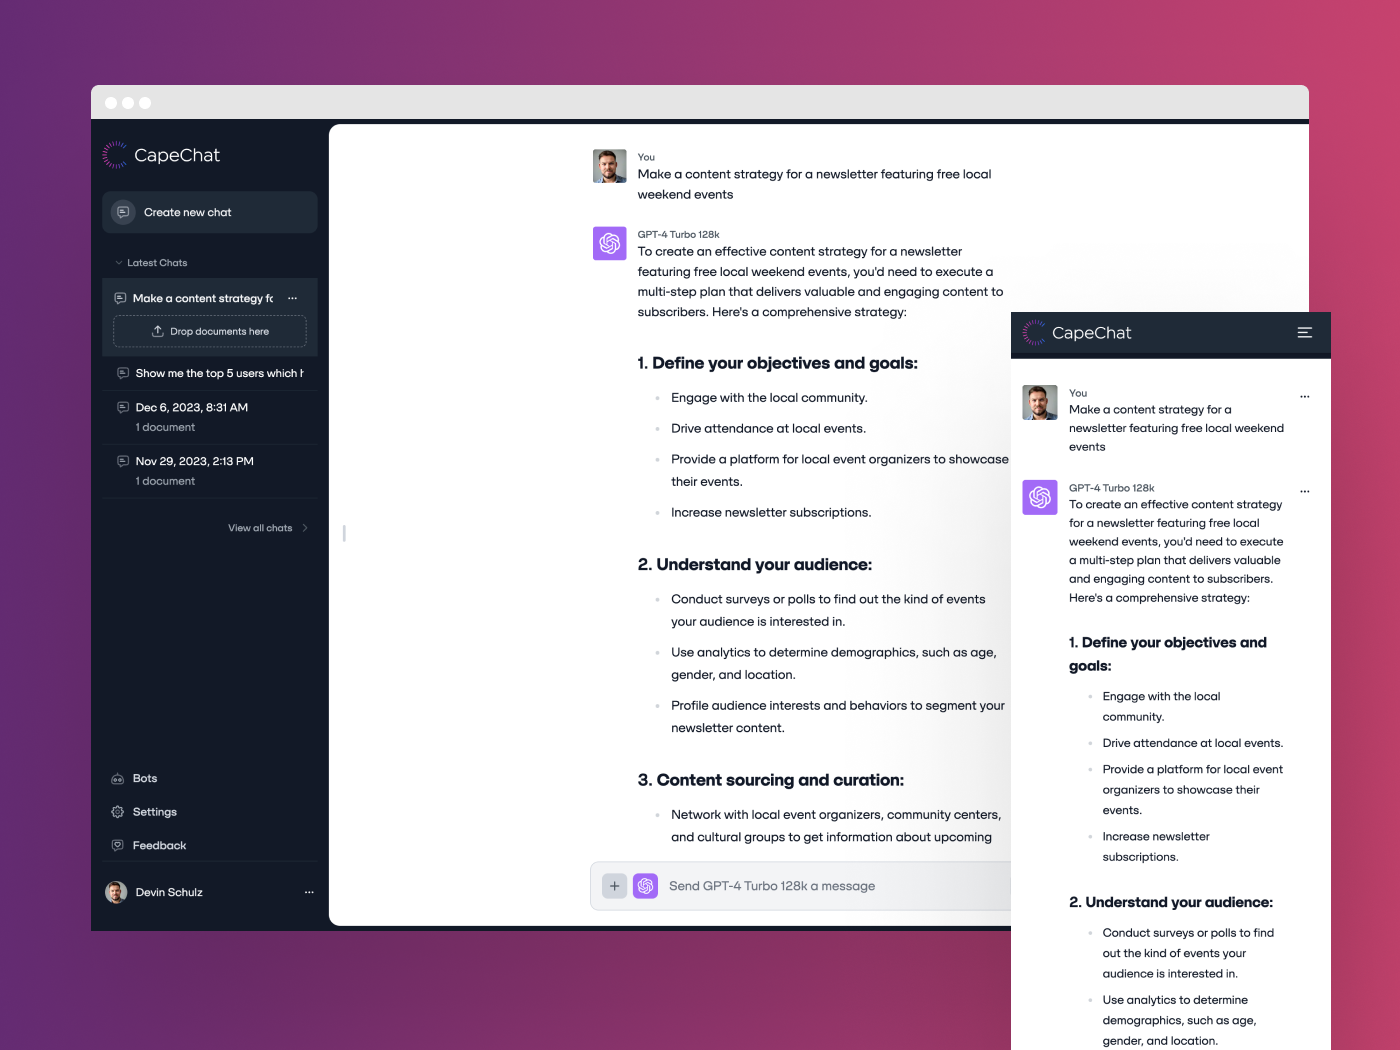 CapeChat
Create new chat
Latest Chats
Make a content strategy fc
Drop documents here
Show me the top 5 users which h
Dec 6, 2023, 8:31 AM
1 document
Nov 29, 2023, 2:13 PM
1 document
View all chats
Bots
Settings
Feedback
Devin Schulz
You
Make a content strategy for a newsletter featuring free local
weekend events
GPT-4 Turbo 128k
To create an effective content strategy for a newsletter
featuring free local weekend events, you'd need to execute a
multi-step plan that delivers valuable and engaging content to
subscribers. Here's a comprehensive strategy:
1. Define your objectives and goals:
Engage with the local community.
Drive attendance at local events.
Provide a platform for local event organizers to showcase
their events.
Increase newsletter subscriptions.
2. Understand your audience:
Conduct surveys or polls to find out the kind of events
your audience is interested in.
Use analytics to determine demographics, such as age,
gender, and location.
Profile audience interests and behaviors to segment your
newsletter content.
3. Content sourcing and curation:
Network with local event organizers, community centers,
and cultural groups to get information about upcoming
Send GPT-4 Turbo 128k a message
CapeChat
You
Make a content strategy for a
newsletter featuring free local weekend
events
GPT-4 Turbo 128k
To create an effective content strategy
for a newsletter featuring free local
weekend events, you'd need to execute
a multi-step plan that delivers valuable
and engaging content to subscribers.
Here's a comprehensive strategy:
1. Define your objectives and
goals:
Engage with the local
community.
Drive attendance at local events.
Provide a platform for local event
organizers to showcase their
events.
Increase newsletter
subscriptions.
2. Understand your audience:
Conduct surveys or polls to find
out the kind of events your
audience is interested in.
Use analytics to determine
demographics, such as age,
gender, and location.